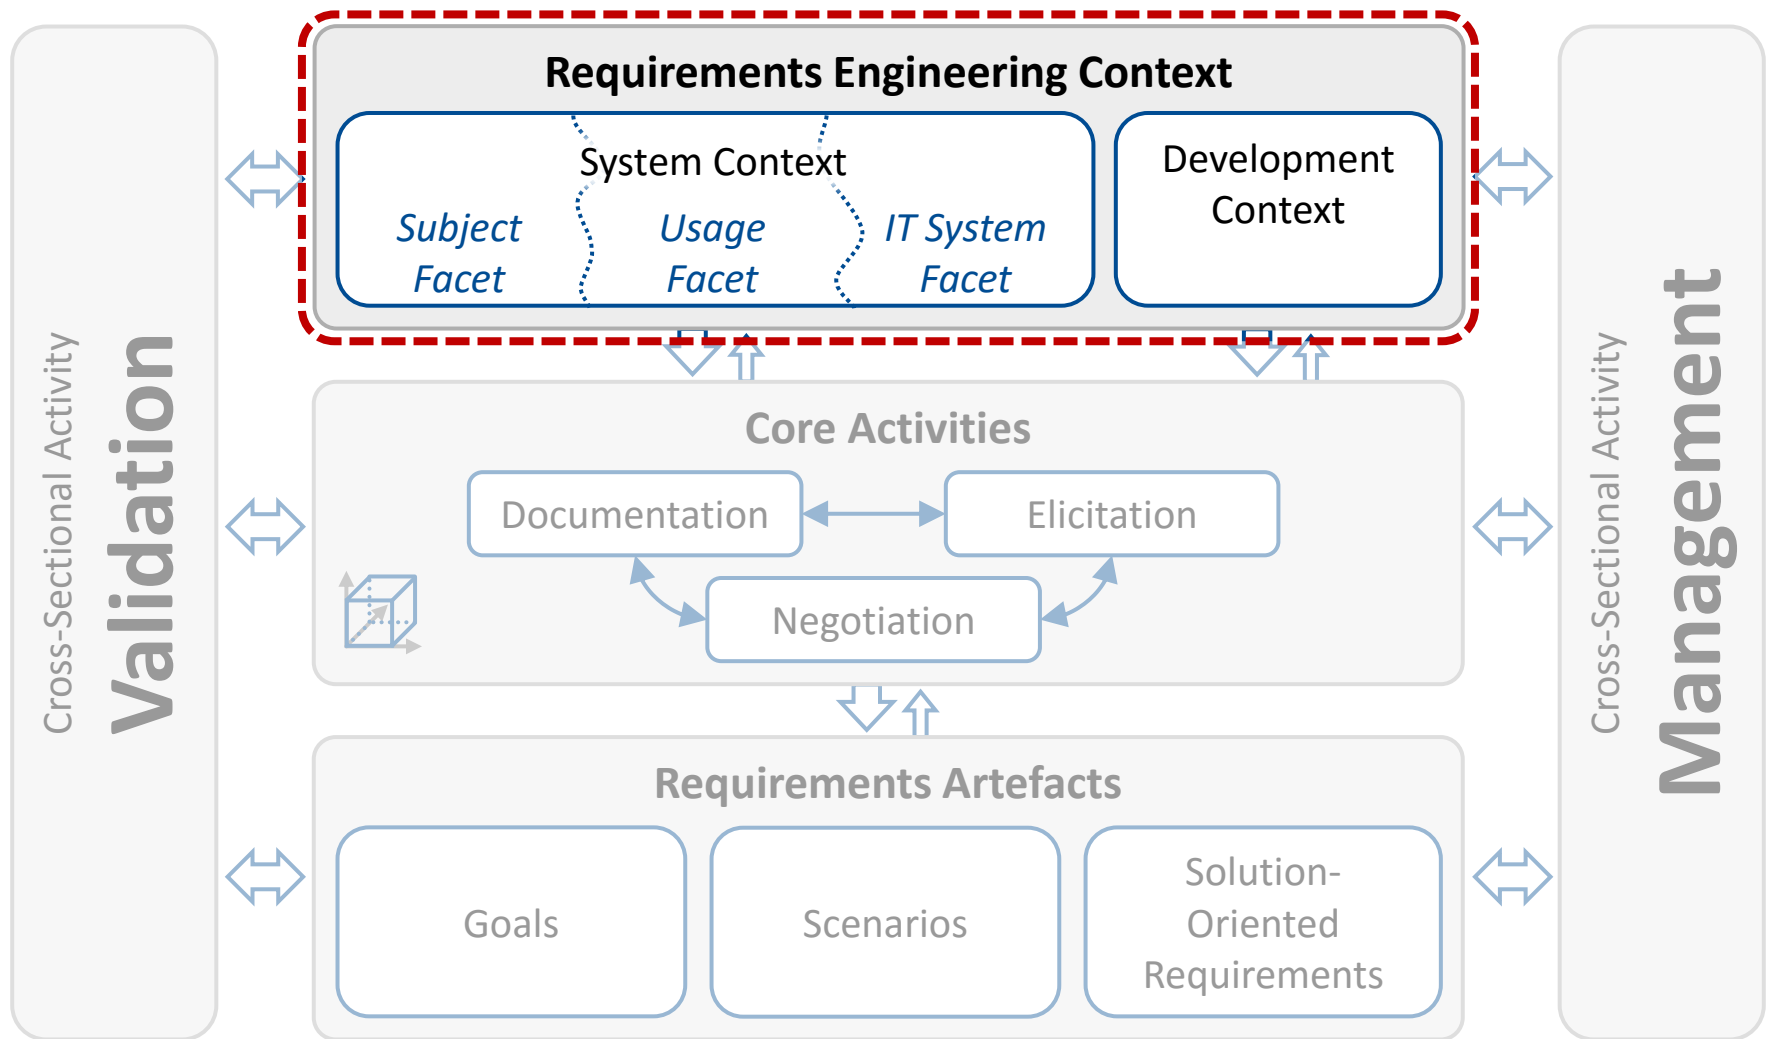 Cross-Sectional Activity
Validation
Requirements Engineering Context
System Context
Subject
Facet
Usage
Facet
IT System
Facet
Development
Context
Core Activities
Documentation
Elicitation
Negotiation
Requirements Artefacts
Goals
Scenarios
Solution-
Oriented
Requirements
Cross-Sectional Activity
Management